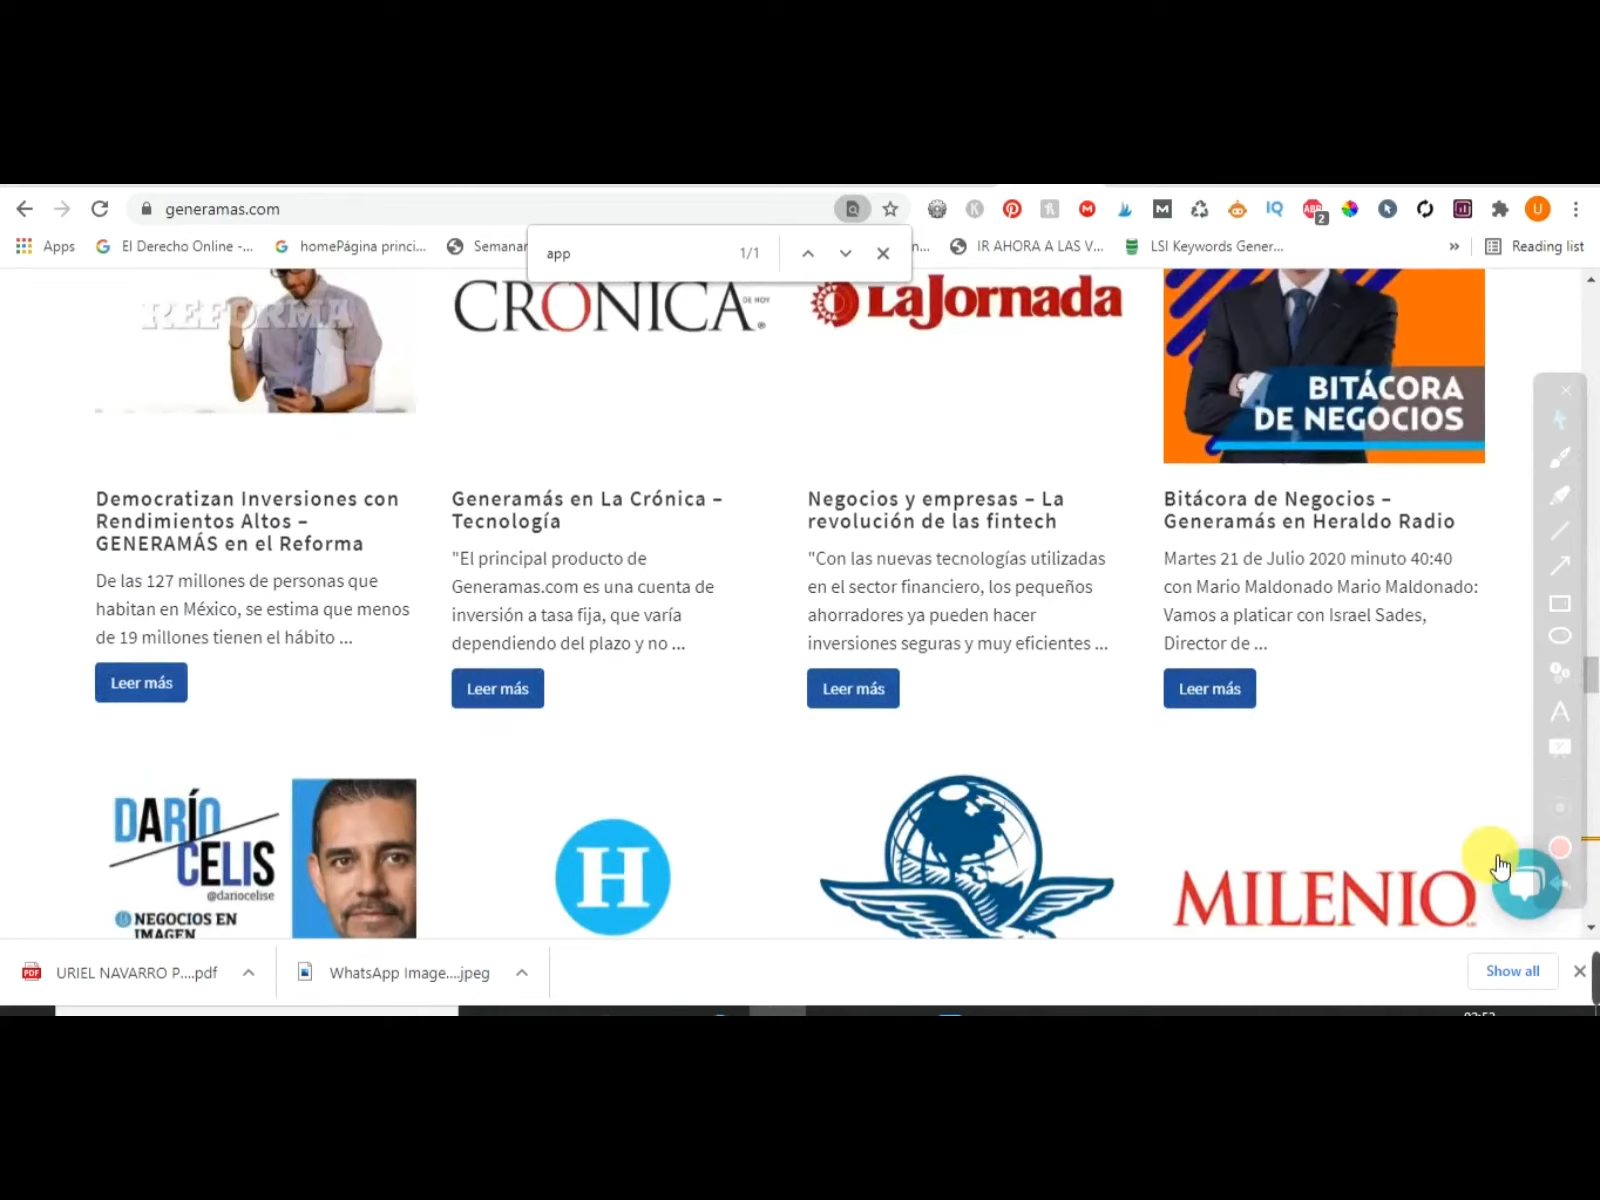 generamas.com
Apps
El Derecho Online -...
homePágina princi...
Semanar
n...
IR AHORA A LAS V...
LSI Keywords Gener...
»
Reading list
app
1/1
K
M
M
IQ
ABP
2
U
REFORMA
CRÓNICA
DE HOY
LaJornada
BITÁCORA
DE NEGOCIOS
Democratizan Inversiones con
Rendimientos Altos –
GENERAMÁS en el Reforma
De las 127 millones de personas que
habitan en México, se estima que menos
de 19 millones tienen el hábito ...
Leer más
Generamás en La Crónica –
Tecnología
"El principal producto de
Generamas.com es una cuenta de
inversión a tasa fija, que varía
dependiendo del plazo y no ...
Leer más
Negocios y empresas – La
revolución de las fintech
"Con las nuevas tecnologías utilizadas
en el sector financiero, los pequeños
ahorradores ya pueden hacer
inversiones seguras y muy eficientes ...
Leer más
Bitácora de Negocios –
Generamás en Heraldo Radio
Martes 21 de Julio 2020 minuto 40:40
con Mario Maldonado Mario Maldonado:
Vamos a platicar con Israel Sades,
Director de ...
Leer más
DARÍO
CELIS
@dariocelise
NEGOCIOS EN
IMAGEN
H
MILENIO
A
PDF
URIEL NAVARRO P....pdf
WhatsApp Image....jpeg
Show all